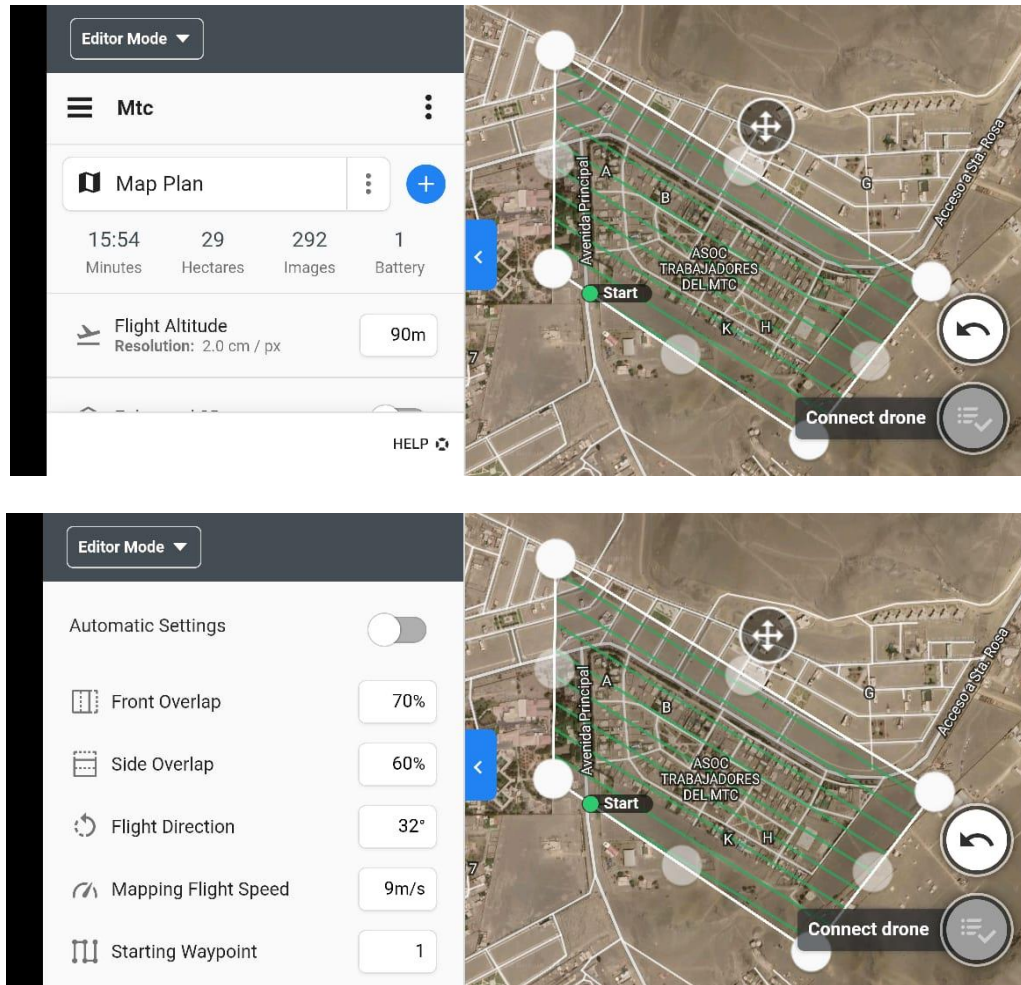 Editor Mode
Mtc
Map Plan
15:54 29 292 1
Minutes Hectares Images Battery
Flight Altitude
Resolution: 2.0 cm / px
90m
HELP
Avenida Principal
A
B
G
Acceso a Sta. Rosa
ASOC
TRABAJADORES
DEL MTC
Start
K
H
7
Connect drone
Editor Mode
Automatic Settings
Front Overlap 70%
Side Overlap 60%
Flight Direction 32°
Mapping Flight Speed 9m/s
Starting Waypoint 1
Avenida Principal
A
B
G
Acceso a Sta. Rosa
ASOC
TRABAJADORES
DEL MTC
Start
K
H
7
Connect drone